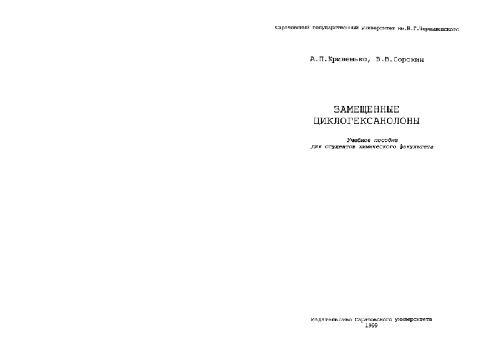 Саратовский государственный университет им.Н.Г.Чернышевского
А.П.Кривенько, В.В.Сорокин
ЗАМЕЩЕННЫЕ
ЦИКЛОГЕКСАНОЛОНЫ
Учебное пособие
для студентов химического факультета
Издательство Саратовского университета
1999